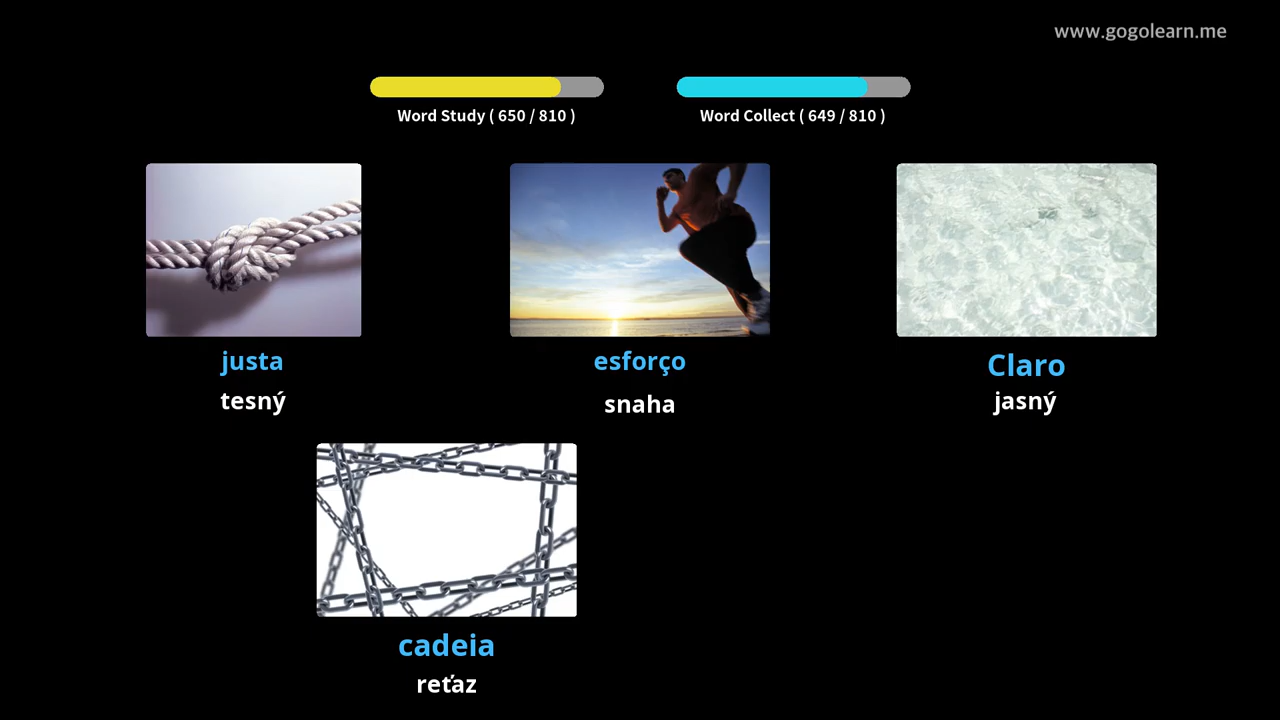 www.gogolearn.me
Word Study ( 650 / 810 )
Word Collect ( 649 / 810 )
justa
tesný
esforço
snaha
Claro
jasný
cadeia
reťaz